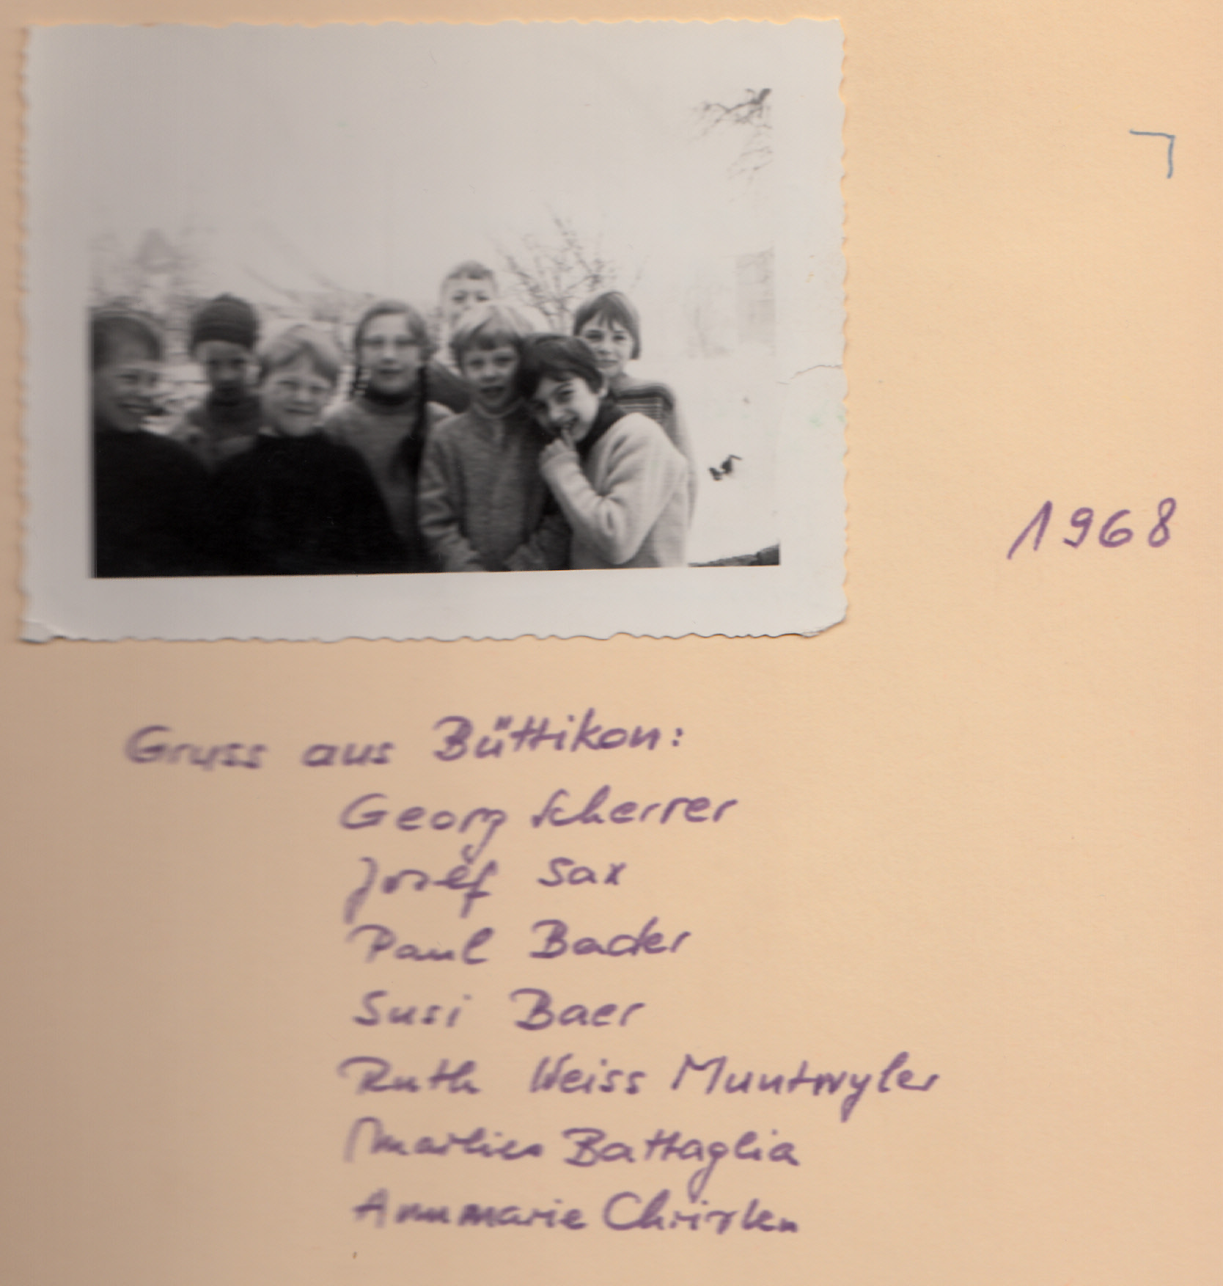 1968
Gruss aus Büttikon:
Georg Scherrer
Josef Sax
Paul Bader
Susi Baer
Ruth Weiss Muntwyler
Marlies Battaglia
Annmarie Christen